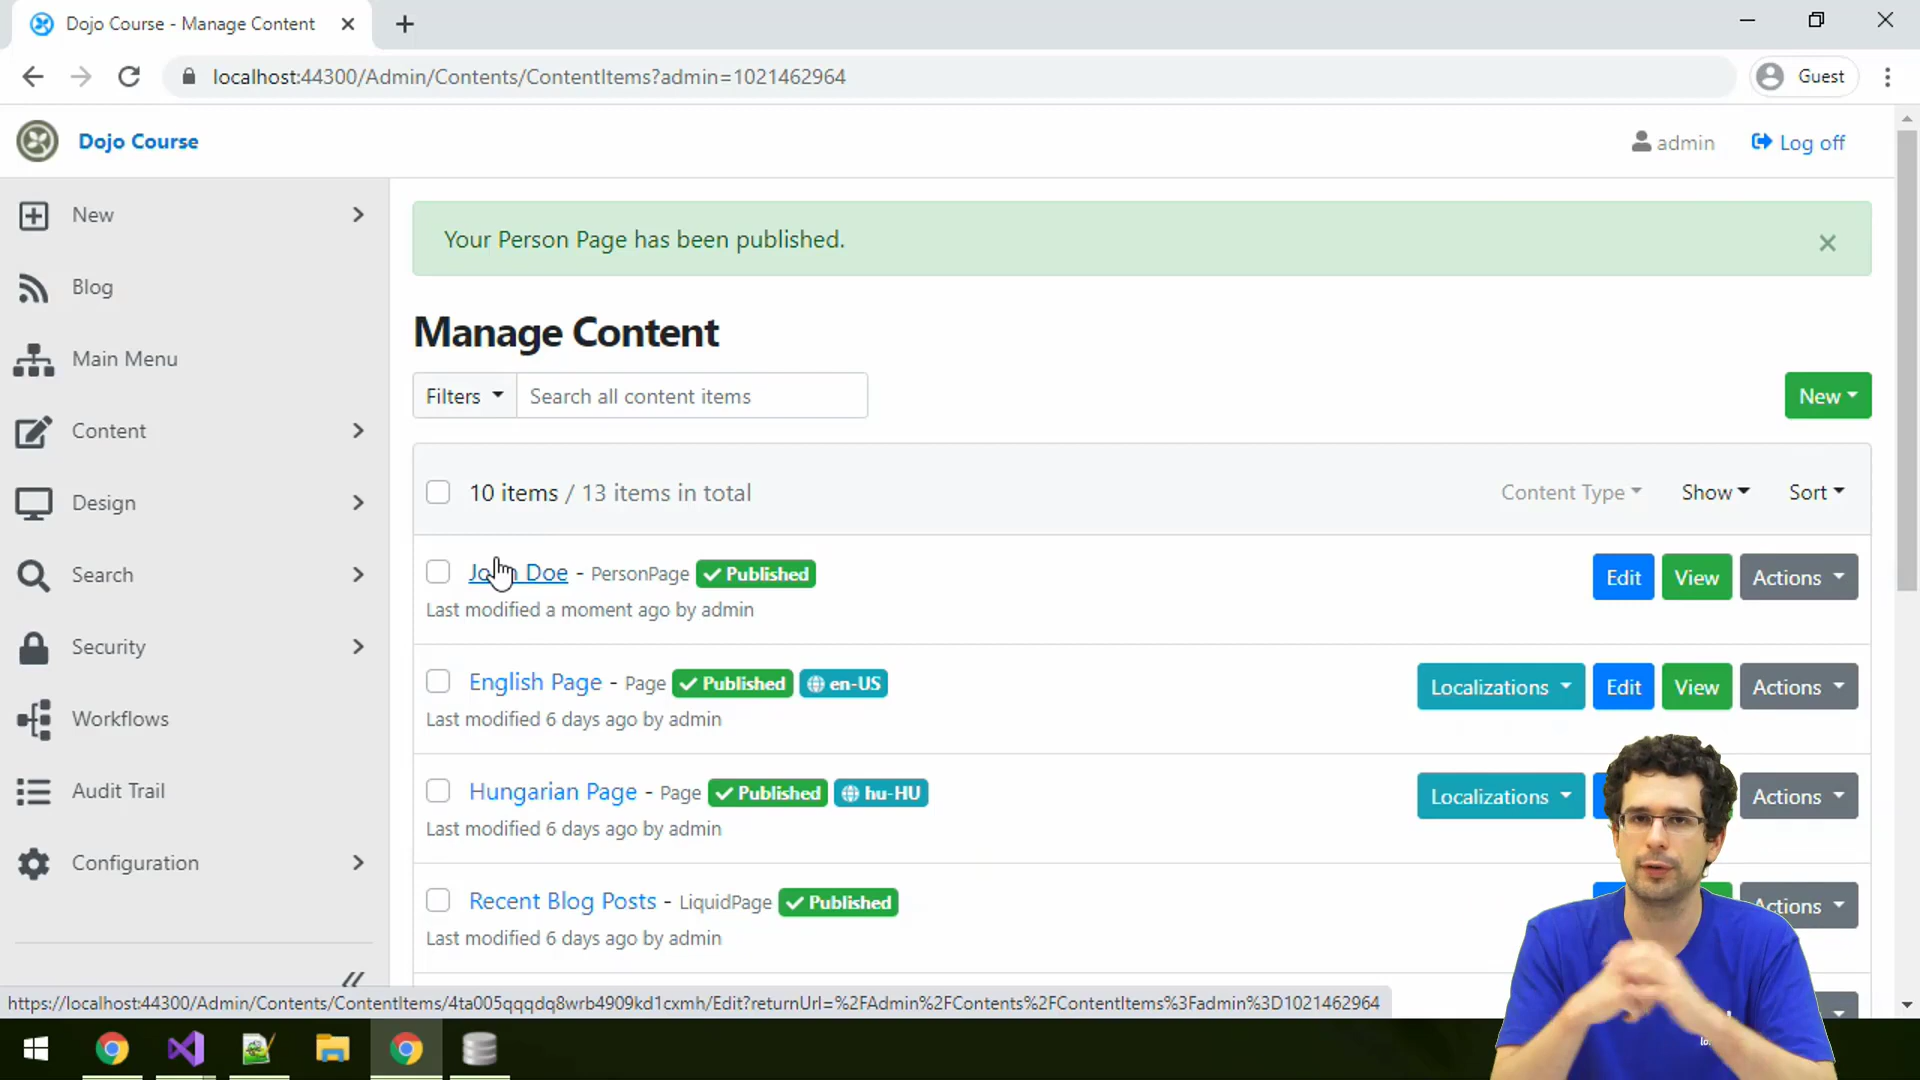 Dojo Course - Manage Content
localhost:44300/Admin/Contents/ContentItems?admin=1021462964
Guest
Dojo Course
admin
Log off
New
Blog
Main Menu
Content
Design
Search
Security
Workflows
Audit Trail
Configuration
Your Person Page has been published.
Manage Content
Filters
Search all content items
New
10 items / 13 items in total
Content Type
Show
Sort
John Doe - PersonPage Published
Edit
View
Actions
Last modified a moment ago by admin
English Page - Page Published en-US
Localizations
Edit
View
Actions
Last modified 6 days ago by admin
Hungarian Page - Page Published hu-HU
Localizations
Actions
Last modified 6 days ago by admin
Recent Blog Posts - LiquidPage Published
Actions
Last modified 6 days ago by admin
https://localhost:44300/Admin/Contents/ContentItems/4ta005qqqdq8wrb4909kd1cxmh/Edit?returnUrl=%2FAdmin%2FContents%2FContentItems%3Fadmin%3D1021462964